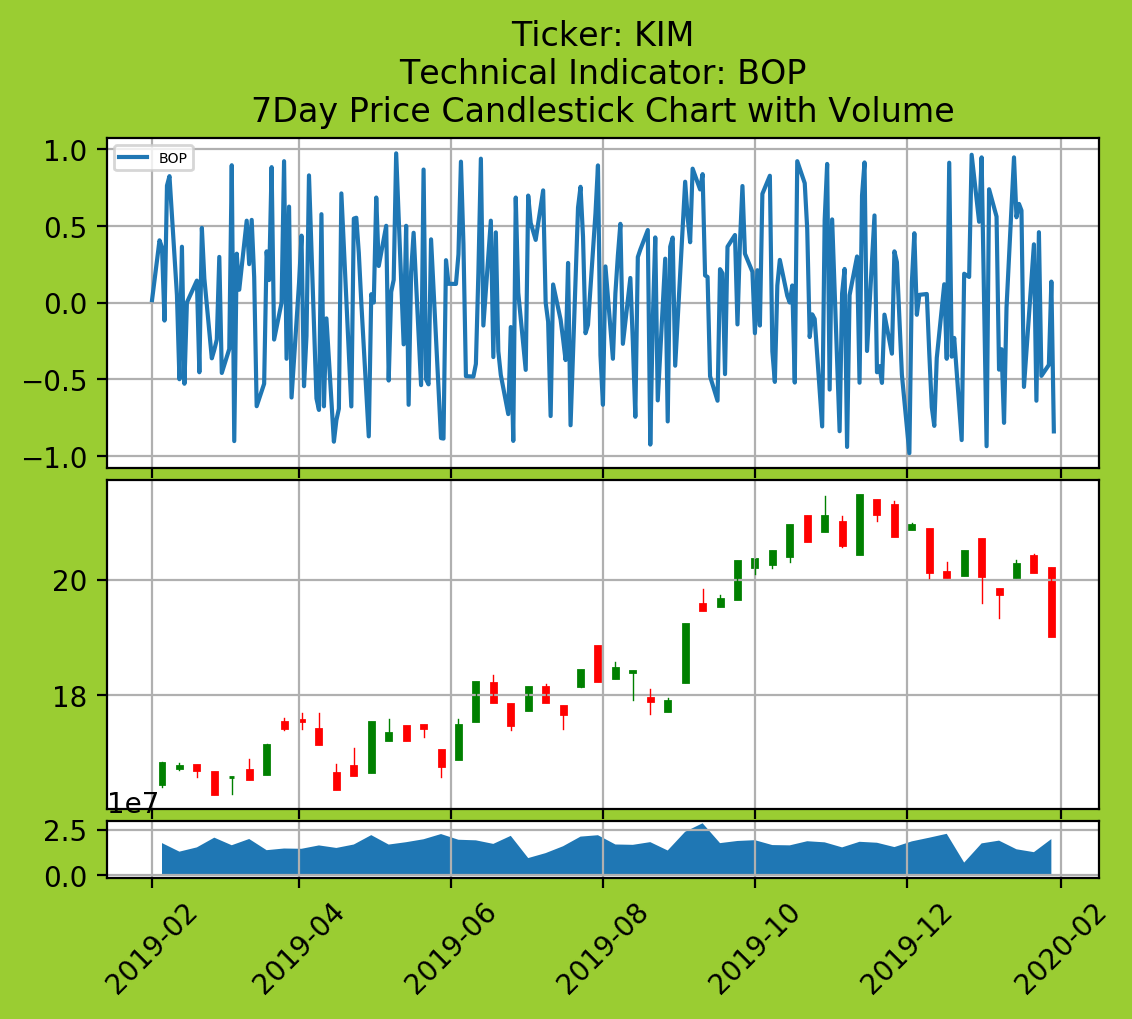 Ticker: KIM
Technical Indicator: BOP
7Day Price Candlestick Chart with Volume
1.0
BOP
0.5
0.0
−0.5
−1.0
20
18
1e7
2.5
0.0
2019-02 2019-04 2019-06 2019-08 2019-10 2019-12 2020-02